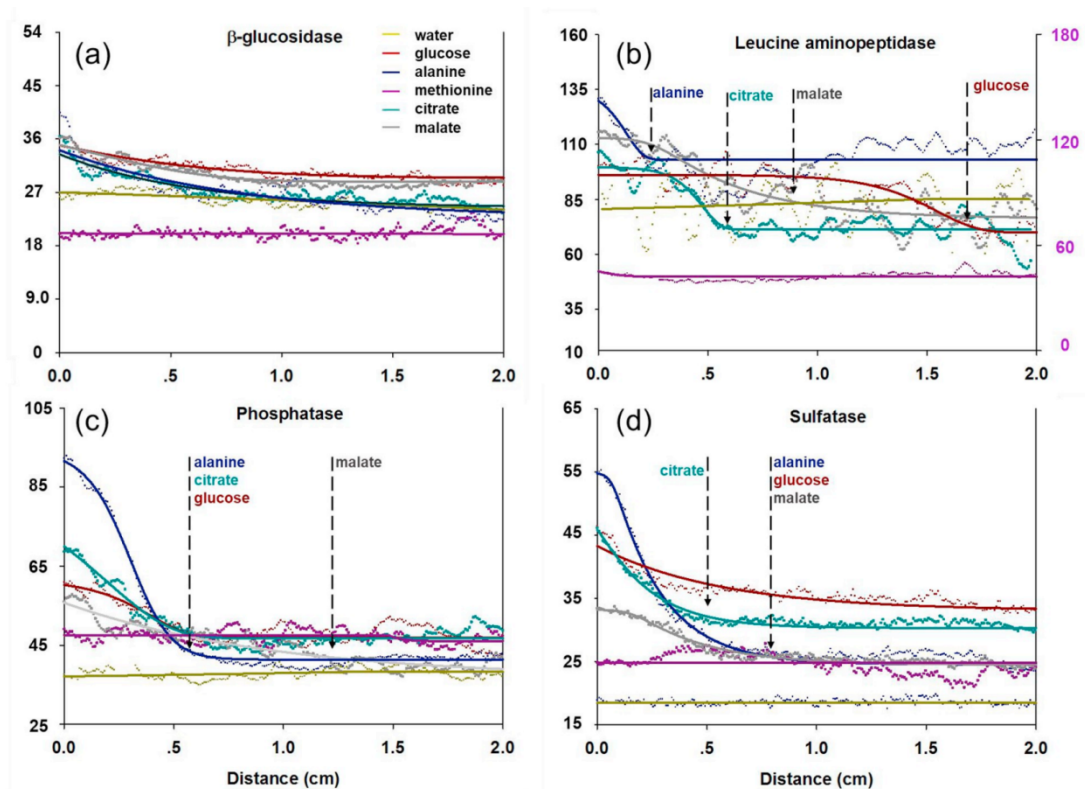 (a)
β-glucosidase
54
45
36
27
18
9.0
0
0.0 .5 1.0 1.5 2.0
water
glucose
alanine
methionine
citrate
malate
(b)
Leucine aminopeptidase
160
135
110
85
60
35
10
180
120
60
0
alanine
citrate
malate
glucose
0.0 .5 1.0 1.5 2.0
(c)
Phosphatase
105
85
65
45
25
alanine
citrate
glucose
malate
0.0 .5 1.0 1.5 2.0
Distance (cm)
(d)
Sulfatase
65
55
45
35
25
15
citrate
alanine
glucose
malate
0.0 .5 1.0 1.5 2.0
Distance (cm)